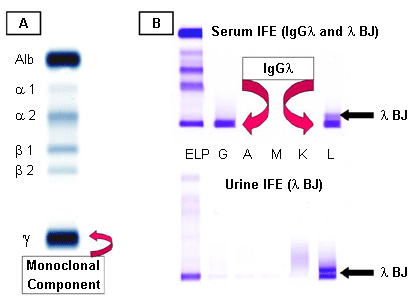 A
Alb
α 1
α 2
β 1
β 2
γ
Monoclonal
Component
B
Serum IFE (IgGλ and λ BJ)
IgGλ
λ BJ
ELP G A M K L
Urine IFE (λ BJ)
λ BJ